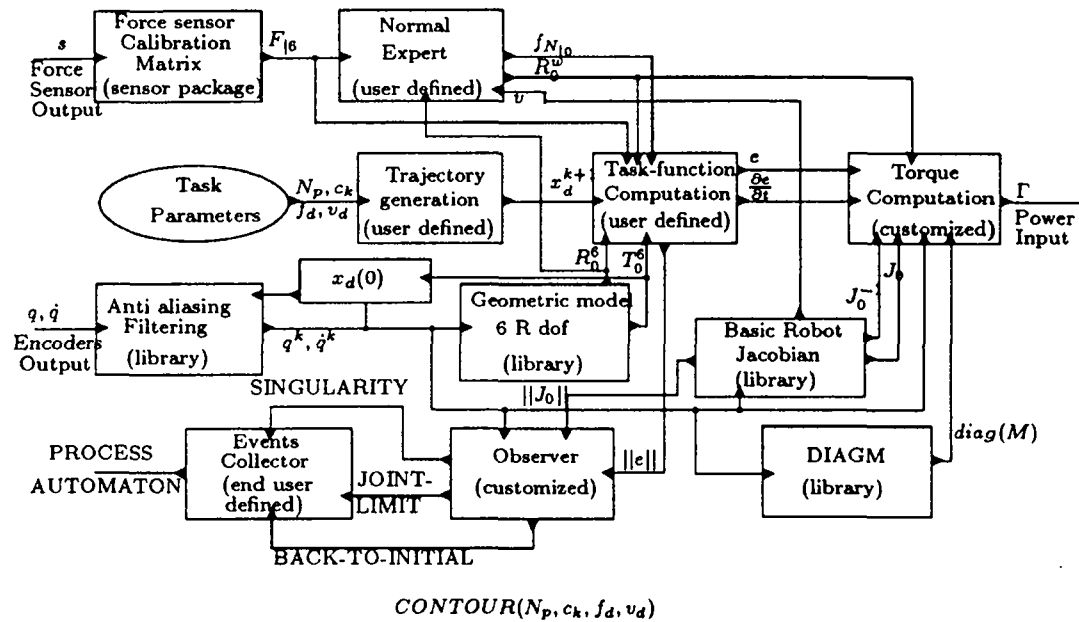 s
Force
Sensor
Output
Force sensor
Calibration
Matrix
(sensor package)
F|6
Normal
Expert
(user defined)
f_{N|0}
R_0^w
v
Task
Parameters
N_p, c_k
f_d, v_d
Trajectory
generation
(user defined)
x_d^{k+1}
Task-function
Computation
(user defined)
e
∂e/∂t
Torque
Computation
(customized)
Γ
Power
Input
R_0^6
T_0^6
J_0^{-1}
J_0
q, q̇
Encoders
Output
Anti aliasing
Filtering
(library)
x_d(0)
q^k, q̇^k
Geometric model
6 R dof
(library)
Basic Robot
Jacobian
(library)
SINGULARITY
||J_0||
PROCESS
AUTOMATON
Events
Collector
(end user
defined)
JOINT-
LIMIT
Observer
(customized)
||e||
DIAGM
(library)
diag(M)
BACK-TO-INITIAL
CONTOUR(N_p, c_k, f_d, v_d)